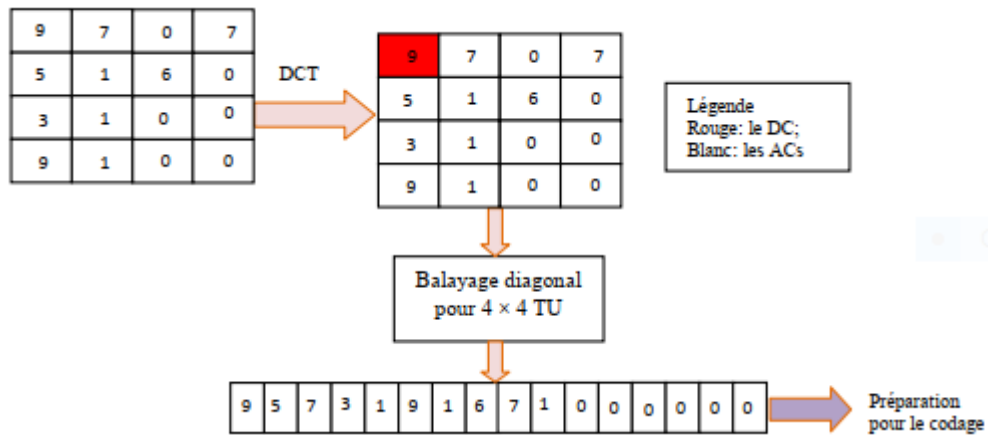 9 7 0 7
5 1 6 0
3 1 0 0
9 1 0 0
DCT
9 7 0 7
5 1 6 0
3 1 0 0
9 1 0 0
Légende
Rouge: le DC;
Blanc: les ACs
Balayage diagonal
pour 4 × 4 TU
9 5 7 3 1 9 1 6 7 1 0 0 0 0 0 0
Préparation
pour le codage